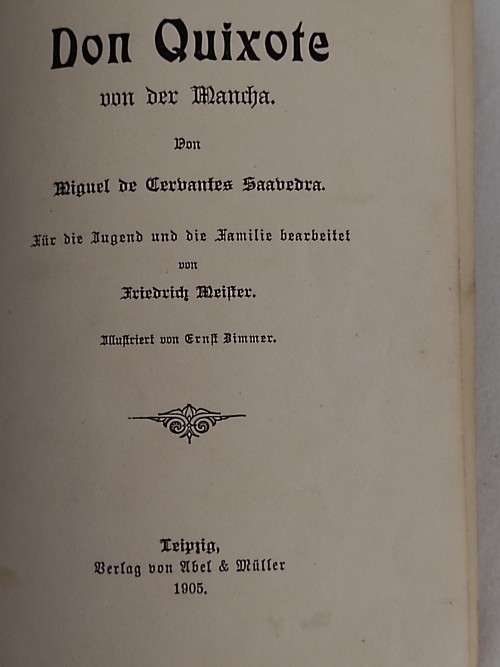 Don Quixote
von der Mancha.
Von
Miguel de Cervantes Saavedra.
Für die Jugend und die Familie bearbeitet
von
Friedrich Meister.
Illustriert von Ernst Zimmer.
Leipzig,
Verlag von Abel & Müller
1905.